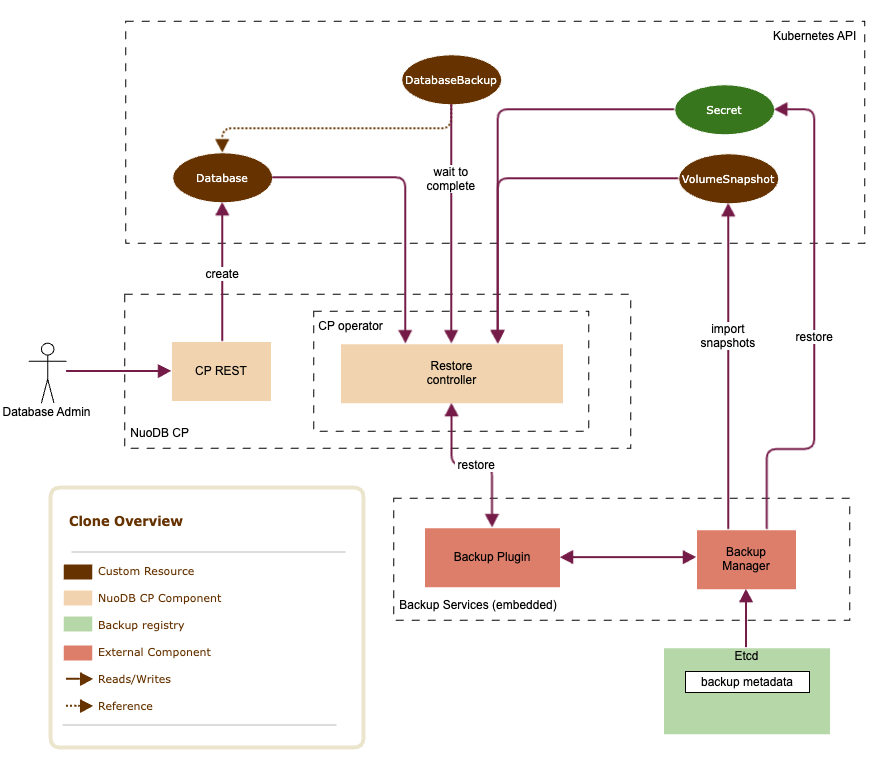 Kubernetes API
DatabaseBackup
Secret
Database
wait to
complete
VolumeSnapshot
create
import
snapshots
restore
CP operator
CP REST
Restore
controller
Database Admin
NuoDB CP
restore
Clone Overview
Custom Resource
NuoDB CP Component
Backup registry
External Component
Reads/Writes
Reference
Backup Plugin
Backup
Manager
Backup Services (embedded)
Etcd
backup metadata